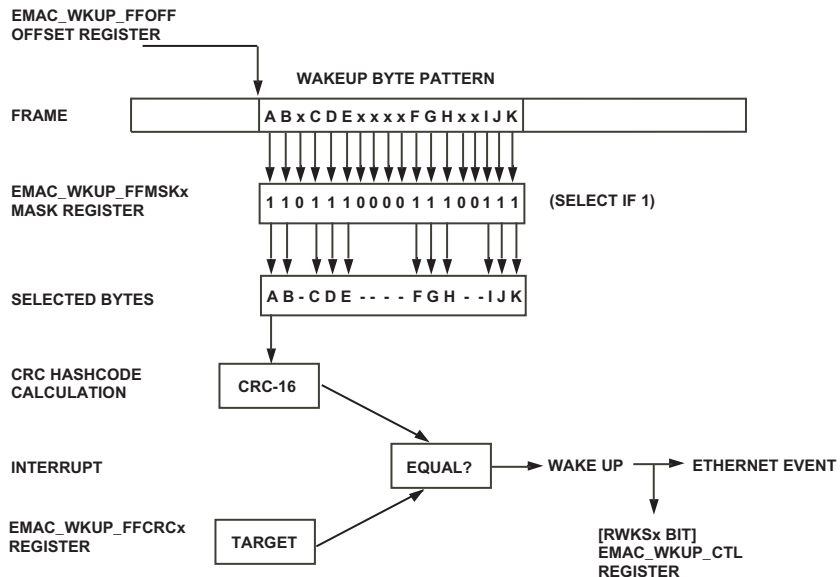 EMAC_WKUP_FFOFF
OFFSET REGISTER
WAKEUP BYTE PATTERN
FRAME
A B x C D E x x x x F G H x x I J K
EMAC_WKUP_FFMSKx
MASK REGISTER
1 1 0 1 1 1 0 0 0 0 1 1 1 0 0 1 1 1
(SELECT IF 1)
SELECTED BYTES
A B - C D E - - - - F G H - - I J K
CRC HASHCODE
CALCULATION
CRC-16
INTERRUPT
EQUAL?
WAKE UP
ETHERNET EVENT
EMAC_WKUP_FFCRCx
REGISTER
TARGET
[RWKSx BIT]
EMAC_WKUP_CTL
REGISTER